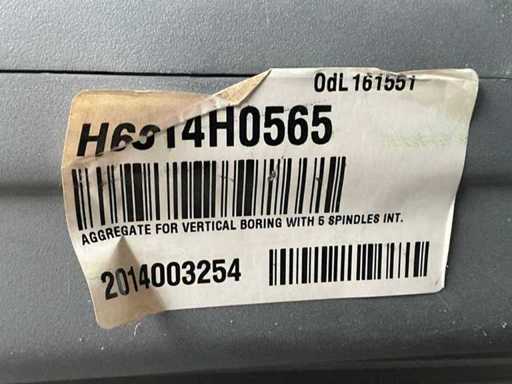 OdL 161551
H6314H0565
AGGREGATE FOR VERTICAL BORING WITH 5 SPINDLES INT.
2014003254